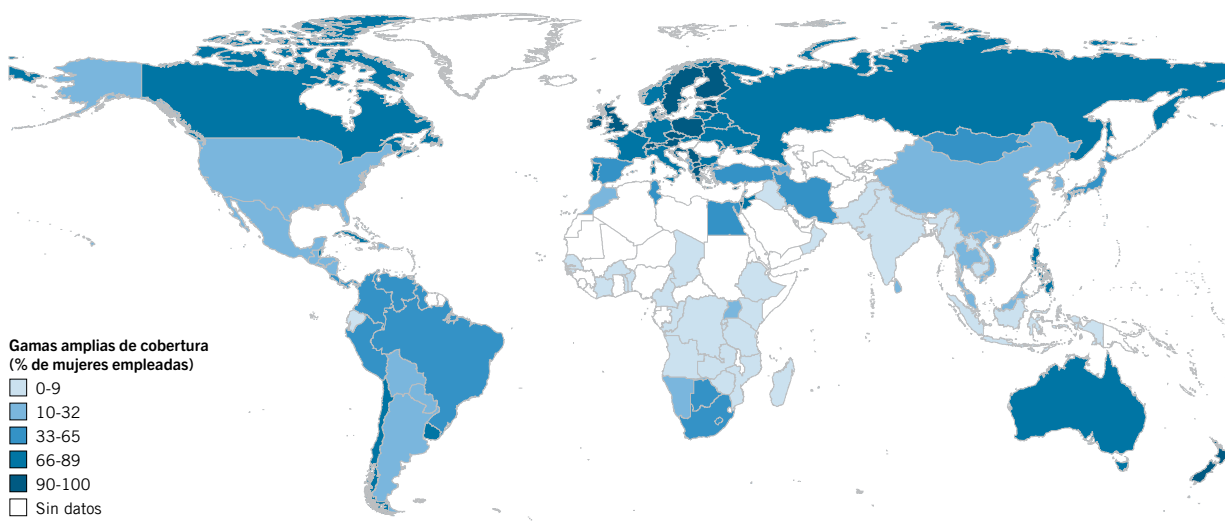 Gamas amplias de cobertura
(% de mujeres empleadas)
0-9
10-32
33-65
66-89
90-100
Sin datos